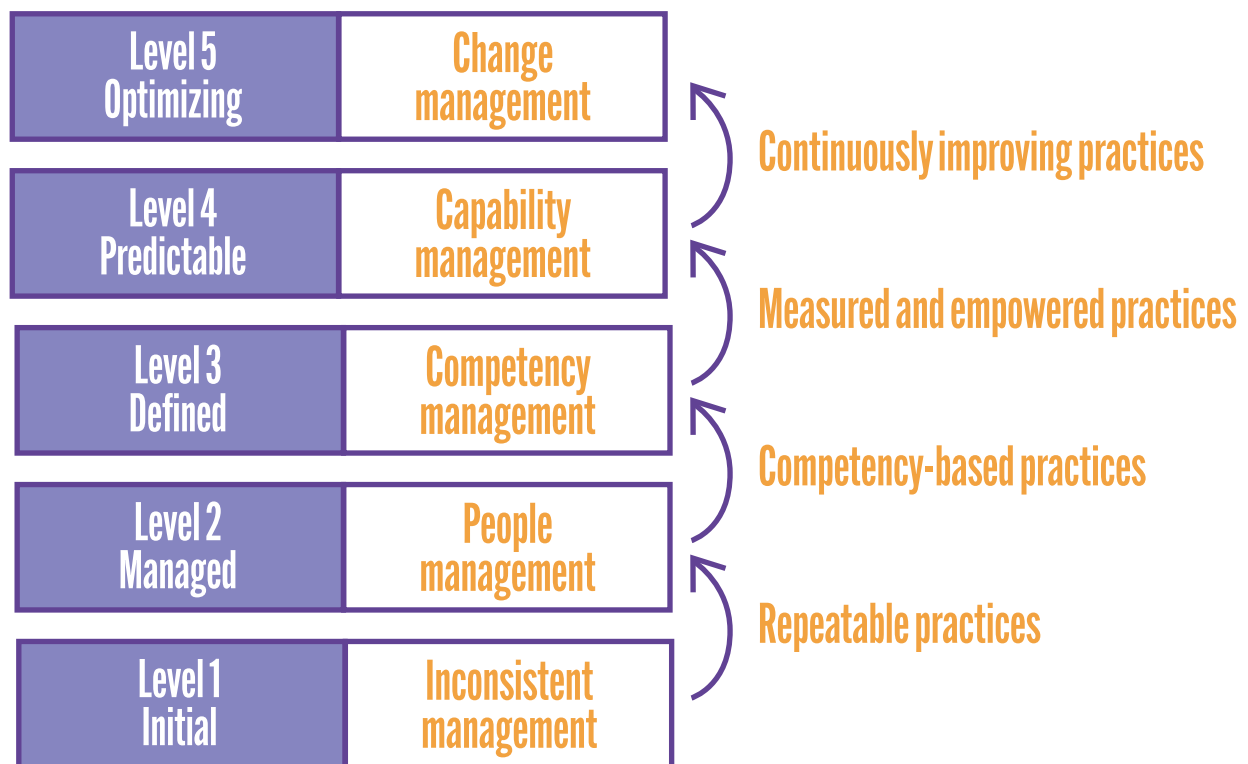 Level 5
Optimizing
Change
management
Continuously improving practices
Level 4
Predictable
Capability
management
Measured and empowered practices
Level 3
Defined
Competency
management
Competency-based practices
Level 2
Managed
People
management
Repeatable practices
Level 1
Initial
Inconsistent
management